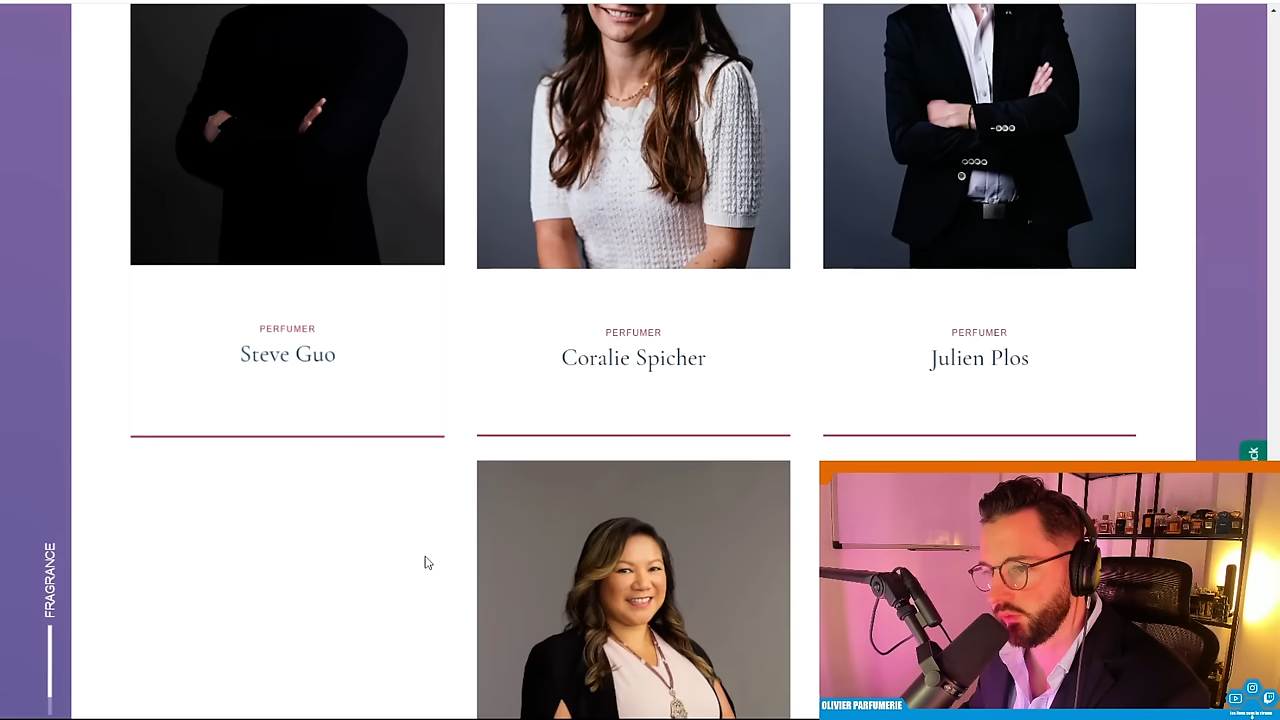 PERFUMER
Steve Guo
PERFUMER
Coralie Spicher
PERFUMER
Julien Plos
FRAGRANCE
OLIVIER PARFUMERIE